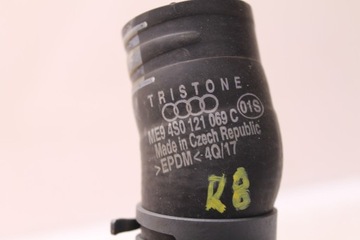 TRISTONE
ME9 4S0 121 069 C 01S
Made in Czech Republic
>EPDM< 4Q/17
R8